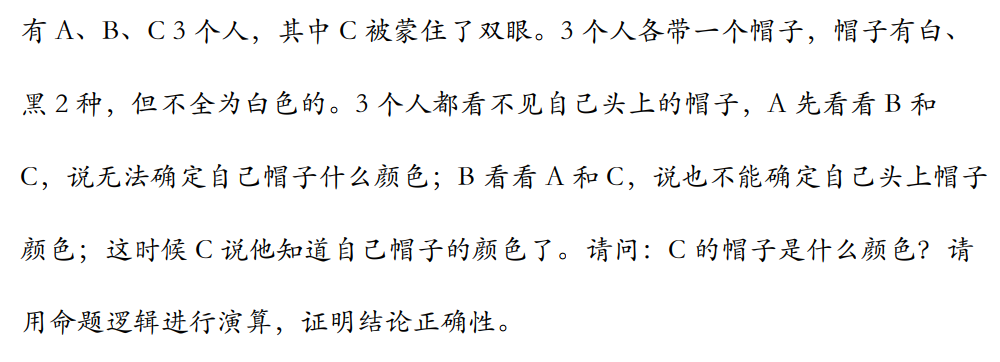 有 A、B、C 3 个人，其中 C 被蒙住了双眼。3 个人各带一个帽子，帽子有白、
黑 2 种，但不全为白色的。3 个人都看不见自己头上的帽子，A 先看看 B 和
C，说无法确定自己帽子什么颜色；B 看看 A 和 C，说也不能确定自己头上帽子
颜色；这时候 C 说他知道自己帽子的颜色了。请问：C 的帽子是什么颜色？请
用命题逻辑进行演算，证明结论正确性。